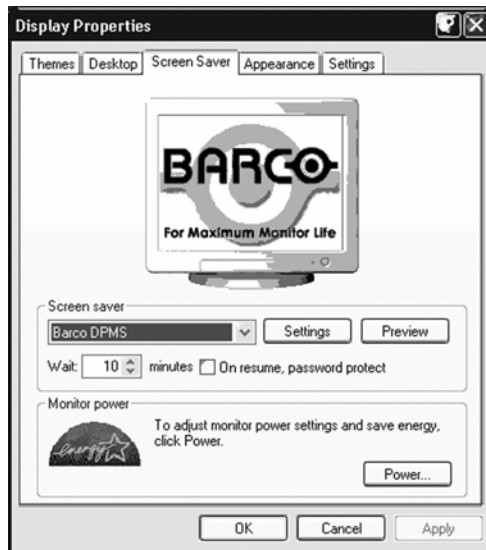 Display Properties
Themes Desktop Screen Saver Appearance Settings
BARCO
For Maximum Monitor Life
Screen saver
Barco DPMS Settings Preview
Wait: 10 minutes On resume, password protect
Monitor power
To adjust monitor power settings and save energy,
click Power.
energy
Power...
OK Cancel Apply